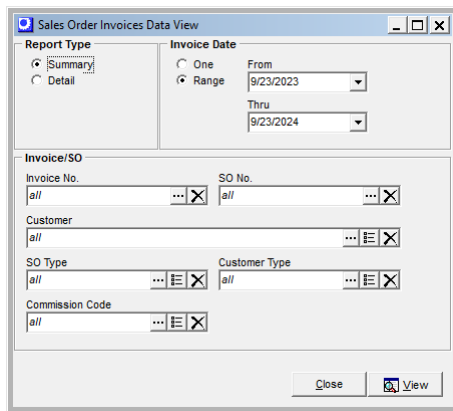 Sales Order Invoices Data View
Report Type
Summary
Detail
Invoice Date
One
Range
From
9/23/2023
Thru
9/23/2024
Invoice/SO
Invoice No.
all
SO No.
all
Customer
all
SO Type
all
Customer Type
all
Commission Code
all
Close
View